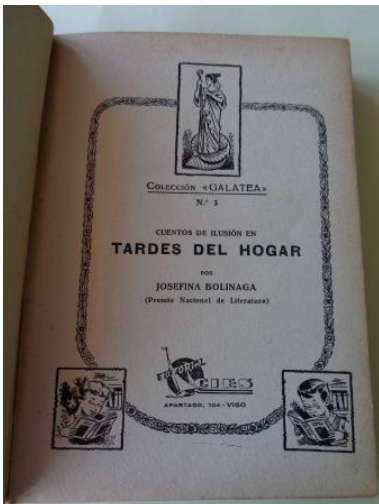 COLECCIÓN «GALATEA»
N.º 3
CUENTOS DE ILUSIÓN EN
TARDES DEL HOGAR
POR
JOSEFINA BOLINAGA
(Premio Nacional de Literatura)
EDITORIAL
CIES
APARTADO, 104 - VIGO